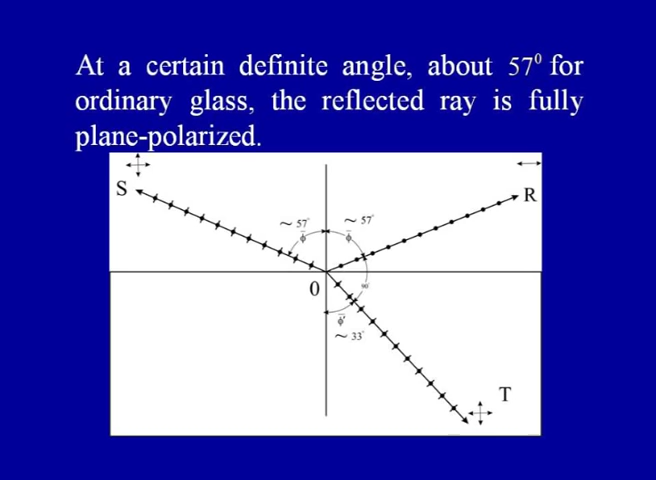 At a certain definite angle, about 57⁰ for
ordinary glass, the reflected ray is fully
plane-polarized.
S
R
~ 57°
~ 57°
ϕ̄
ϕ̄
0
90°
ϕ̄'
~ 33°
T